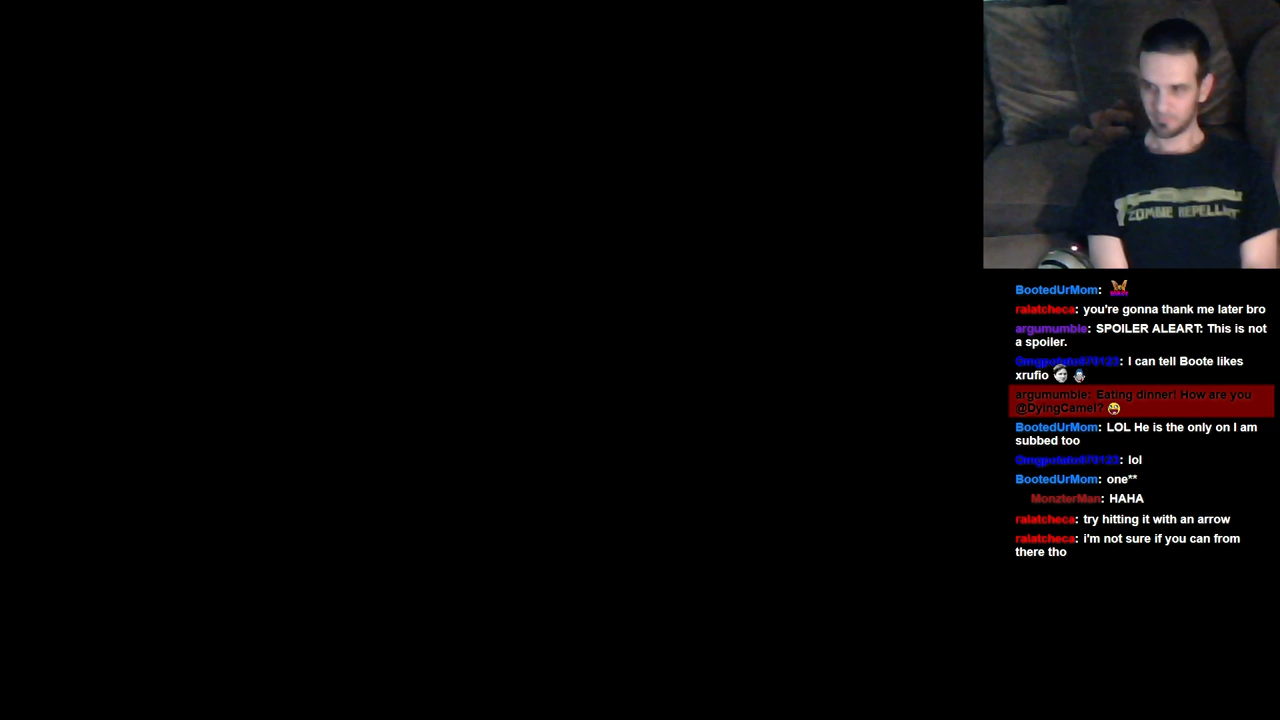 ZOMBIE REPELLENT
BootedUrMom:
ralatcheca: you're gonna thank me later bro
argumumble: SPOILER ALEART: This is not
a spoiler.
: I can tell Boote likes
xrufio
argumumble: Eating dinner! How are you
@DyingCamel?
BootedUrMom: LOL He is the only on I am
subbed too
: lol
BootedUrMom: one**
MonzterMan: HAHA
ralatcheca: try hitting it with an arrow
ralatcheca: i'm not sure if you can from
there tho